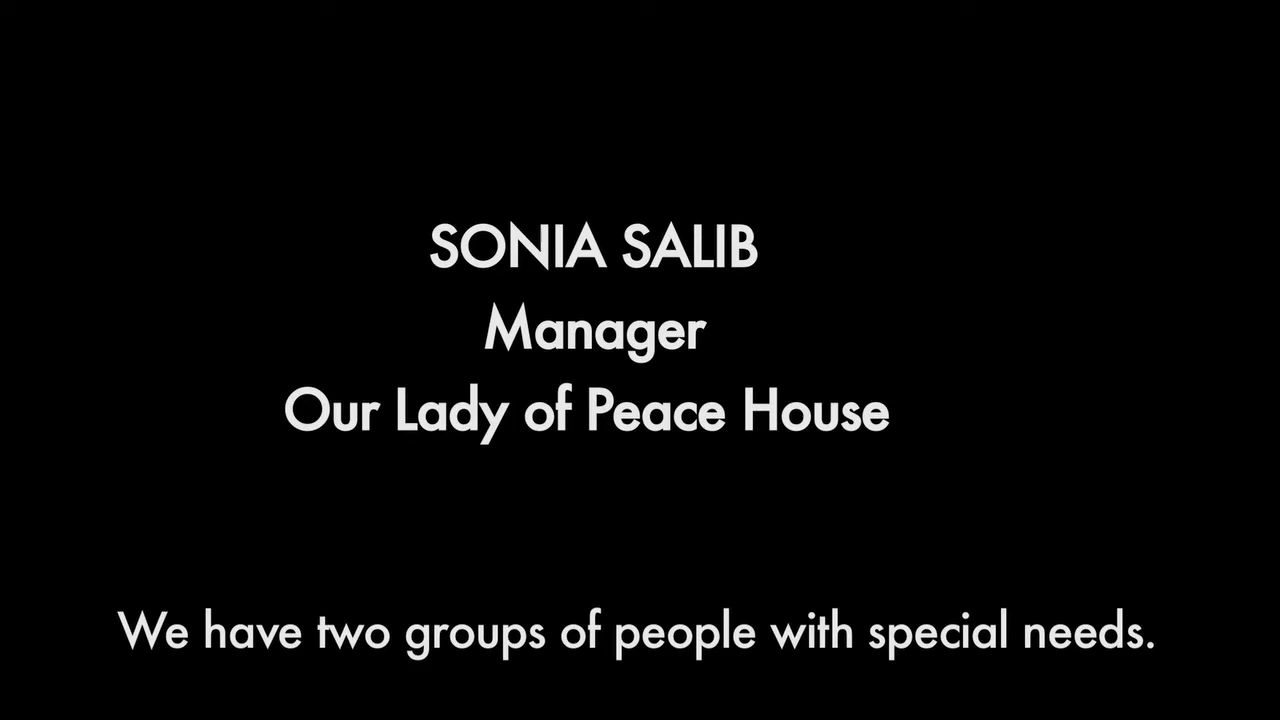 SONIA SALIB
Manager
Our Lady of Peace House
We have two groups of people with special needs.